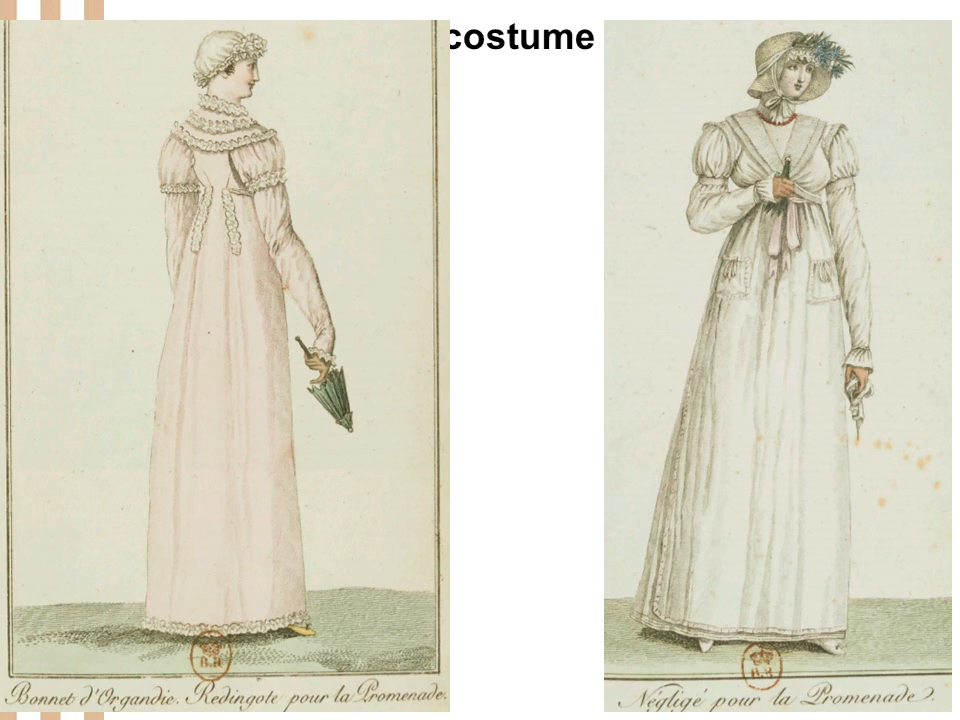 costume
Bonnet d'Organdie. Redingote pour la Promenade.
Négligé pour la Promenade.
B.R
B.R